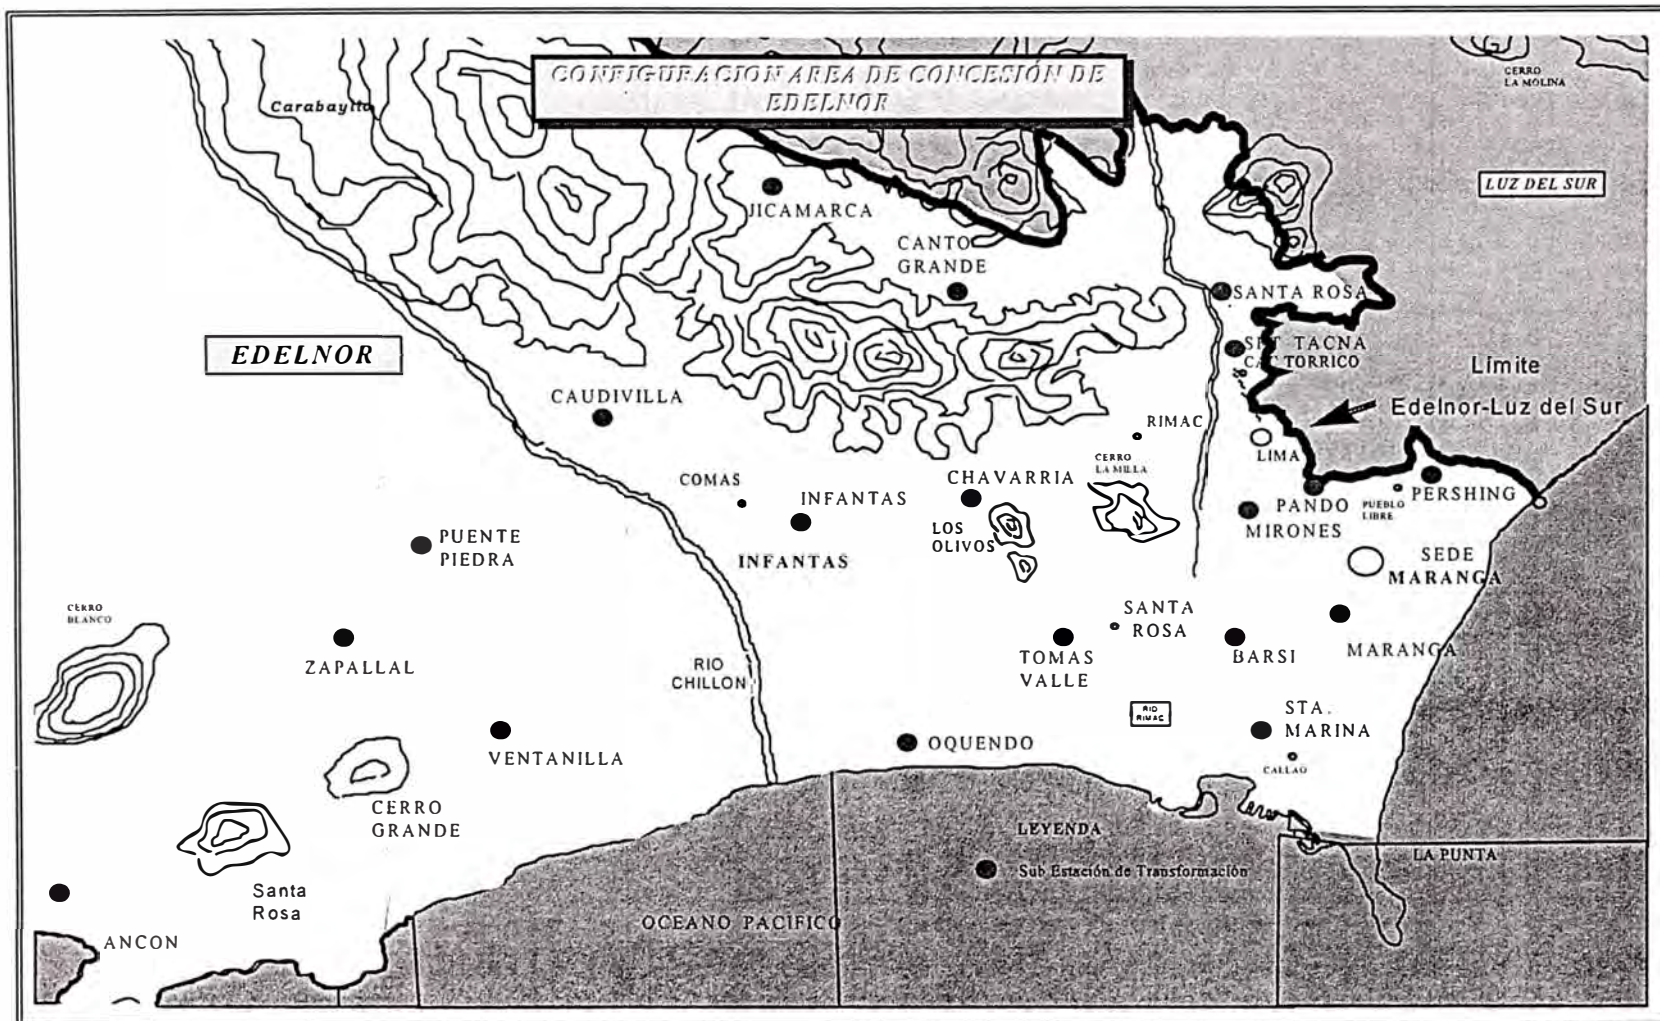 CONFIGURACION AREA DE CONCESIÓN DE
EDELNOR
CERRO
LA MOLINA
Carabayllo
LUZ DEL SUR
JICAMARCA
CANTO
GRANDE
SANTA ROSA
EDELNOR
SET TACNA
CAC TORRICO
Límite
Edelnor-Luz del Sur
CAUDIVILLA
RIMAC
LIMA
CERRO
LA MILLA
COMAS
INFANTAS
CHAVARRIA
LOS
OLIVOS
INFANTAS
PANDO
MIRONES
PUEBLO
LIBRE
PERSHING
PUENTE
PIEDRA
SEDE
MARANGA
CERRO
BLANCO
SANTA
ROSA
ZAPALLAL
RIO
CHILLON
TOMAS
VALLE
BARSI
MARANGA
RIO
RIMAC
STA.
MARINA
VENTANILLA
OQUENDO
CALLAO
CERRO
GRANDE
LEYENDA
Sub Estación de Transformación
LA PUNTA
Santa
Rosa
OCEANO PACIFICO
ANCON